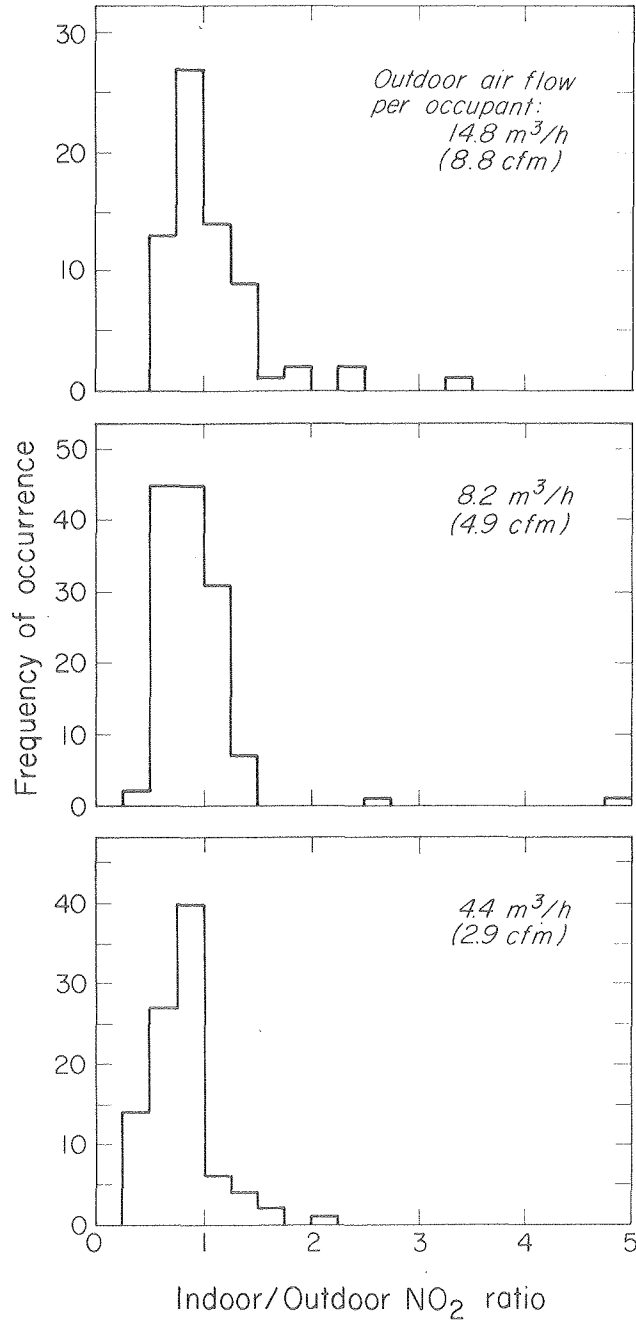 30
20
10
0
Outdoor air flow
per occupant:
14.8 m³/h
(8.8 cfm)
Frequency of occurrence
50
40
30
20
10
0
8.2 m³/h
(4.9 cfm)
40
30
20
10
0
4.4 m³/h
(2.9 cfm)
0 1 2 3 4 5
Indoor/Outdoor NO₂ ratio